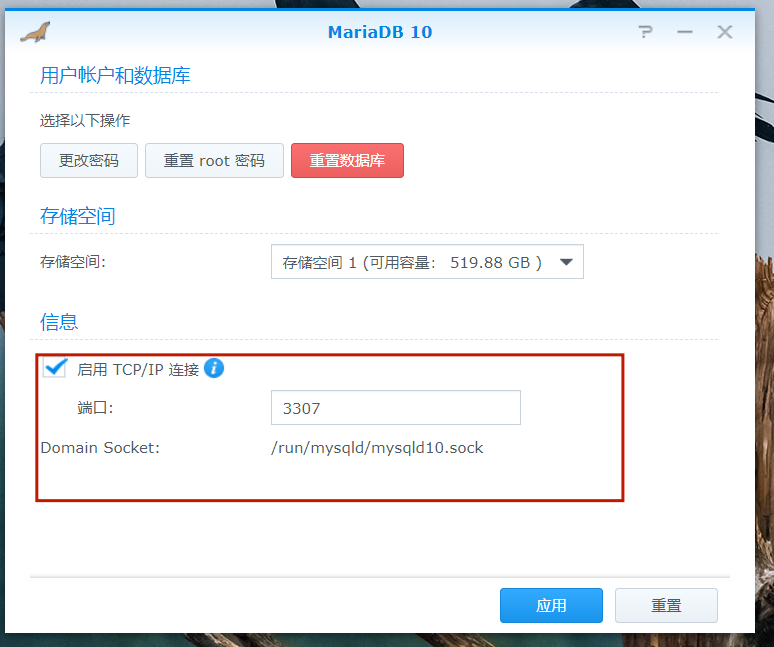 MariaDB 10
用户帐户和数据库
选择以下操作
更改密码 重置 root 密码 重置数据库
存储空间
存储空间: 存储空间 1 (可用容量: 519.88 GB )
信息
启用 TCP/IP 连接
端口: 3307
Domain Socket: /run/mysqld/mysqld10.sock
应用 重置